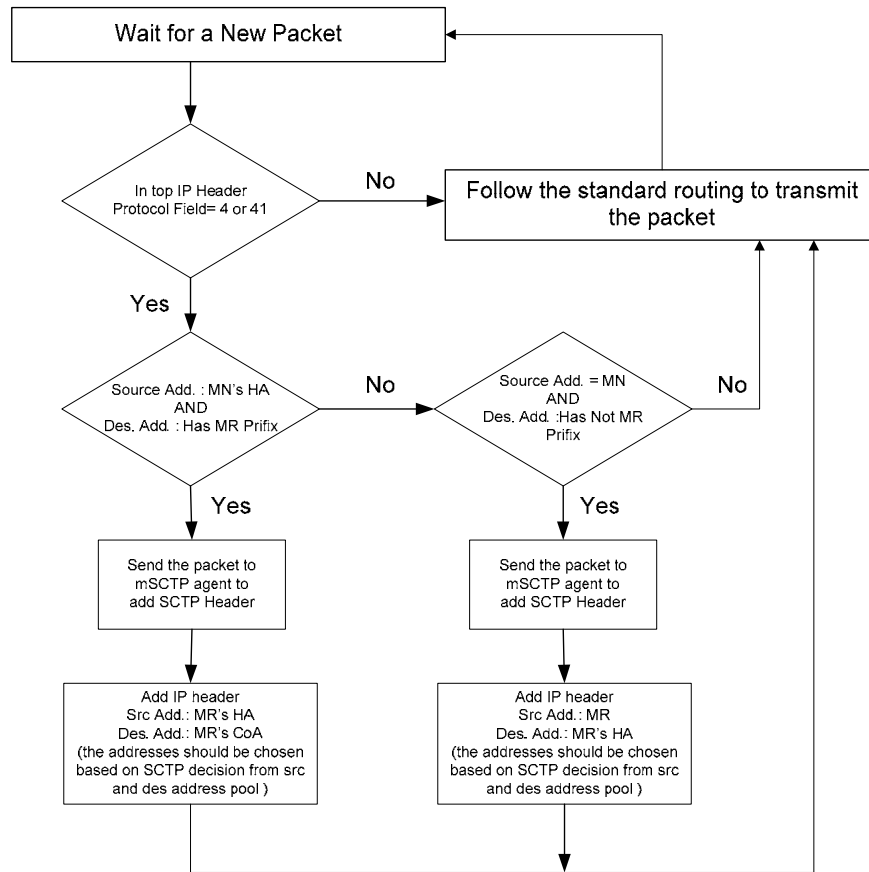 Wait for a New Packet
In top IP Header
Protocol Field= 4 or 41
No
Follow the standard routing to transmit
the packet
Yes
Source Add. : MN's HA
AND
Des. Add. : Has MR Prifix
No
Source Add. = MN
AND
Des. Add. :Has Not MR
Prifix
No
Yes
Yes
Send the packet to
mSCTP agent to
add SCTP Header
Send the packet to
mSCTP agent to
add SCTP Header
Add IP header
Src Add.: MR's HA
Des. Add.: MR's CoA
(the addresses should be chosen
based on SCTP decision from src
and des address pool )
Add IP header
Src Add.: MR
Des. Add.: MR's HA
(the addresses should be chosen
based on SCTP decision from src
and des address pool )